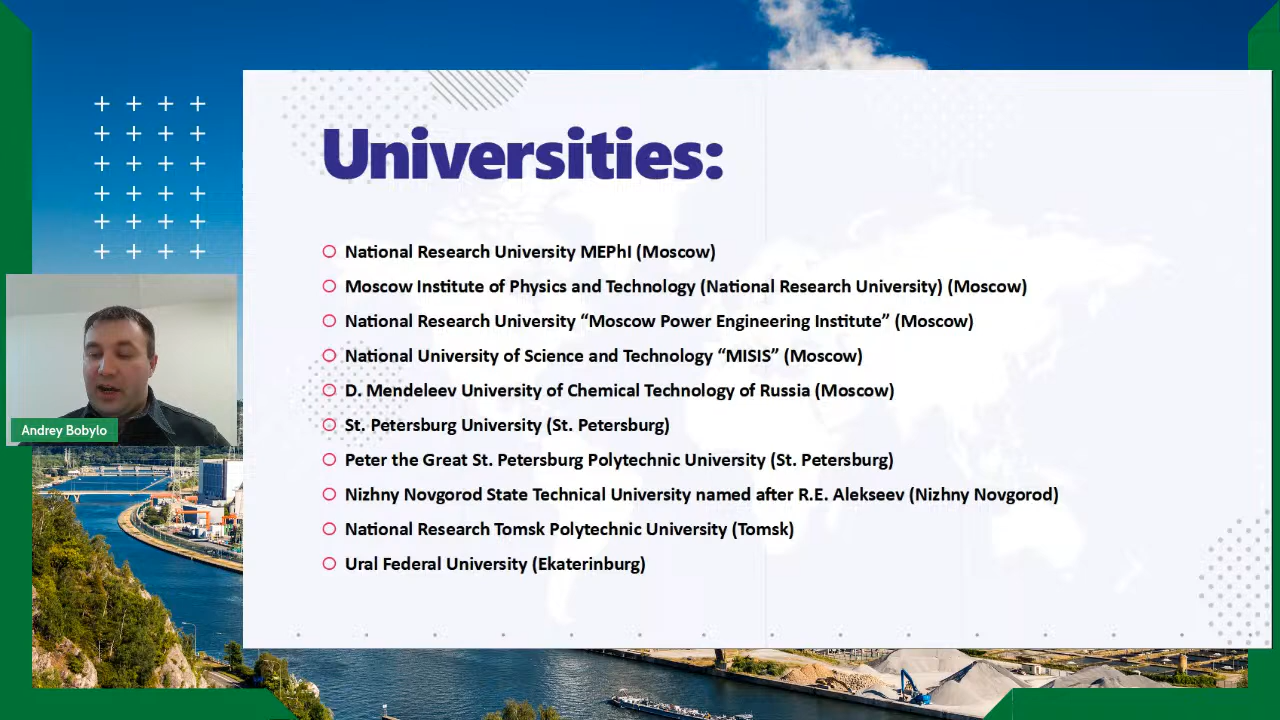 Universities:
National Research University MEPhI (Moscow)
Moscow Institute of Physics and Technology (National Research University) (Moscow)
National Research University “Moscow Power Engineering Institute” (Moscow)
National University of Science and Technology “MISIS” (Moscow)
D. Mendeleev University of Chemical Technology of Russia (Moscow)
St. Petersburg University (St. Petersburg)
Peter the Great St. Petersburg Polytechnic University (St. Petersburg)
Nizhny Novgorod State Technical University named after R.E. Alekseev (Nizhny Novgorod)
National Research Tomsk Polytechnic University (Tomsk)
Ural Federal University (Ekaterinburg)
Andrey Bobylo